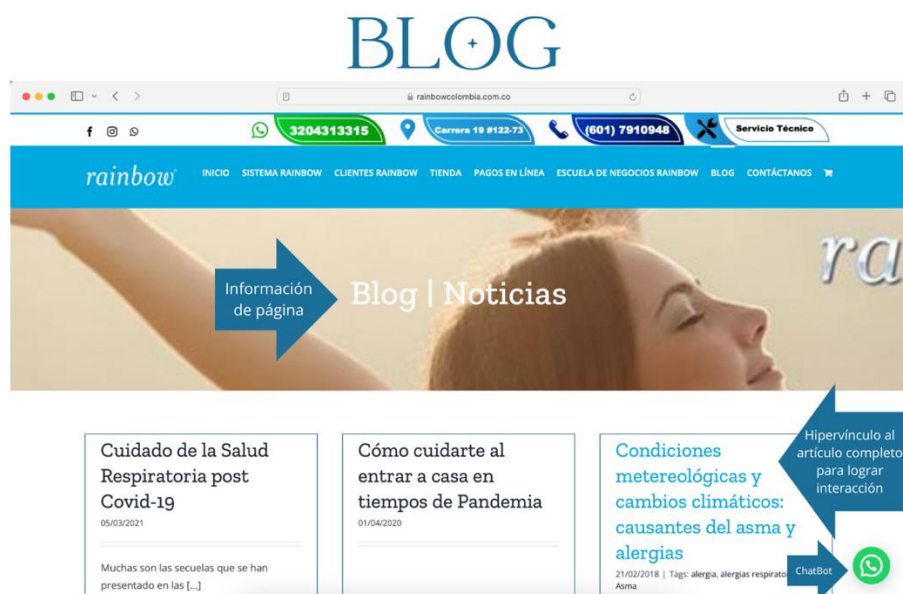 BLOG
rainbowcolombia.com.co
3204313315
Carrera 19 #122-73
(601) 7910948
Servicio Técnico
rainbow
INICIO SISTEMA RAINBOW CLIENTES RAINBOW TIENDA PAGOS EN LÍNEA ESCUELA DE NEGOCIOS RAINBOW BLOG CONTÁCTANOS
ra
Información
de página
Blog | Noticias
Hipervínculo al
artículo completo
para lograr
interacción
Cuidado de la Salud
Respiratoria post
Covid-19
05/03/2021
Muchas son las secuelas que se han
presentado en las [...]
Cómo cuidarte al
entrar a casa en
tiempos de Pandemia
01/04/2020
Condiciones
metereológicas y
cambios climáticos:
causantes del asma y
alergias
21/02/2018 | Tags: alergia, alergias respirato
Asma
ChatBot